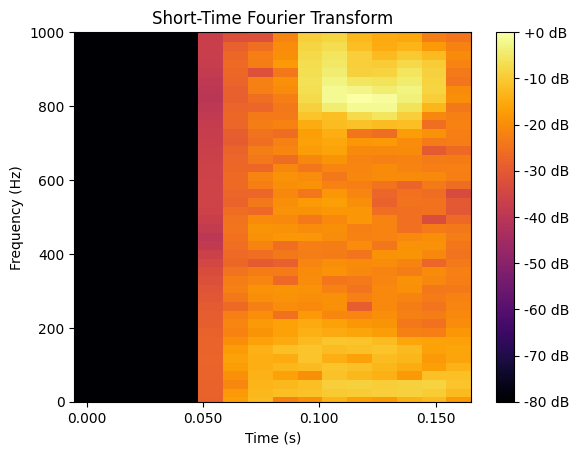 Short-Time Fourier Transform
1000
800
600
400
200
0
Frequency (Hz)
0.000
0.050
0.100
0.150
Time (s)
+0 dB
-10 dB
-20 dB
-30 dB
-40 dB
-50 dB
-60 dB
-70 dB
-80 dB